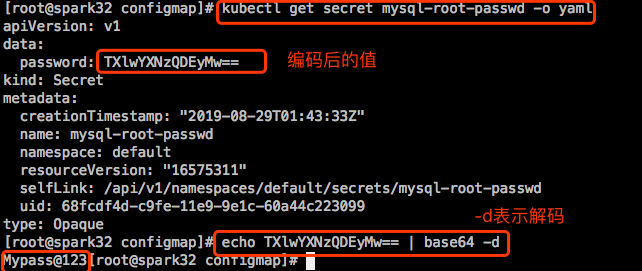 [root@spark32 configmap]# kubectl get secret mysql-root-passwd -o yaml
apiVersion: v1
data:
  password: TXlwYXNzQDEyMw== 编码后的值
kind: Secret
metadata:
  creationTimestamp: "2019-08-29T01:43:33Z"
  name: mysql-root-passwd
  namespace: default
  resourceVersion: "16575311"
  selfLink: /api/v1/namespaces/default/secrets/mysql-root-passwd
  uid: 68fcdf4d-c9fe-11e9-9e1c-60a44c223099
type: Opaque -d表示解码
[root@spark32 configmap]# echo TXlwYXNzQDEyMw== | base64 -d
Mypass@123[root@spark32 configmap]#